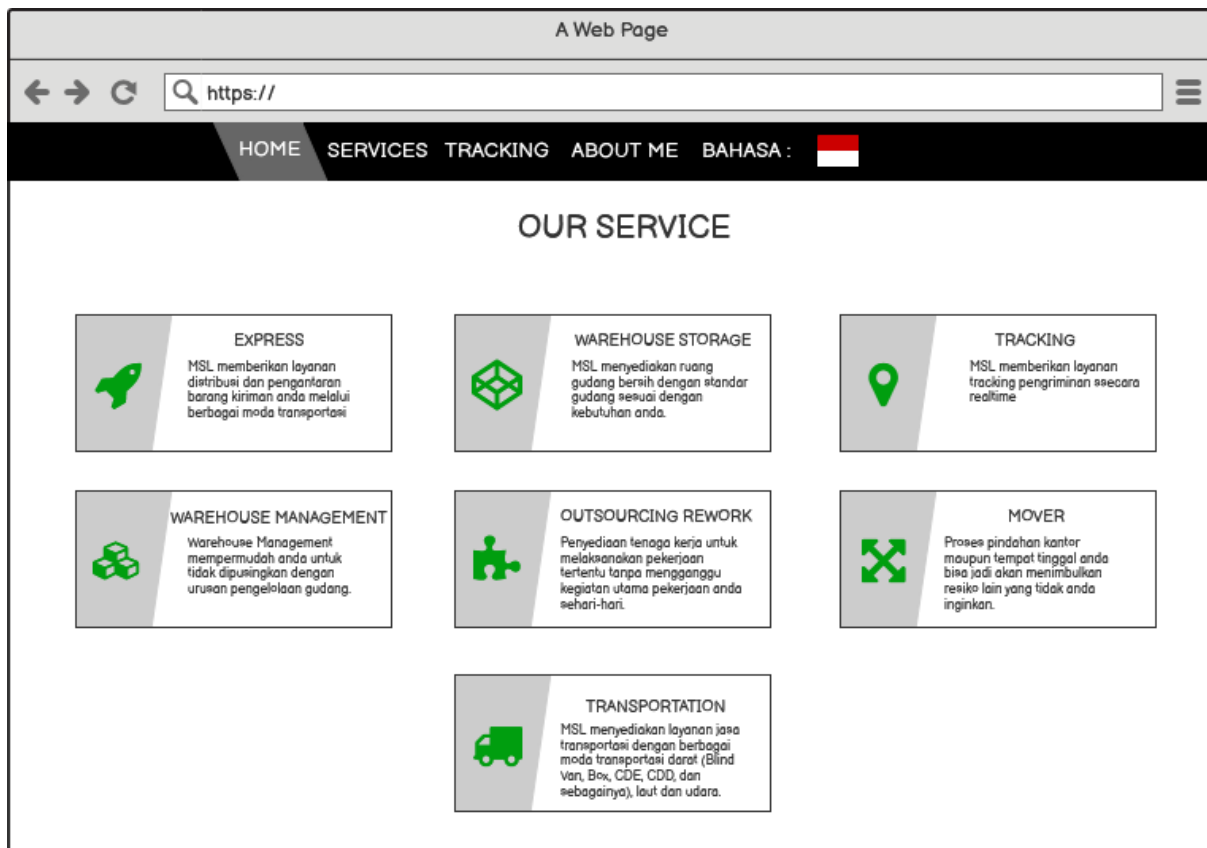 A Web Page
https://
HOME SERVICES TRACKING ABOUT ME BAHASA :
OUR SERVICE
EXPRESS
MSL memberikan layanan
distribusi dan pengantaran
barang kiriman anda melalui
berbagai moda transportasi
WAREHOUSE STORAGE
MSL menyediakan ruang
gudang bersih dengan standar
gudang sesuai dengan
kebutuhan anda.
TRACKING
MSL memberikan layanan
tracking pengriminan ssecara
realtime
WAREHOUSE MANAGEMENT
Warehouse Management
mempermudah anda untuk
tidak dipusingkan dengan
urusan pengelolaan gudang.
OUTSOURCING REWORK
Penyediaan tenaga kerja untuk
melaksanakan pekerjaan
tertentu tanpa mengganggu
kegiatan utama pekerjaan anda
sehari-hari.
MOVER
Proses pindahan kantor
maupun tempat tinggal anda
bisa jadi akan menimbulkan
resiko lain yang tidak anda
inginkan.
TRANSPORTATION
MSL menyediakan layanan jasa
transportasi dengan berbagai
moda transportasi darat (Blind
Van, Box, CDE, CDD, dan
sebagainya), laut dan udara.